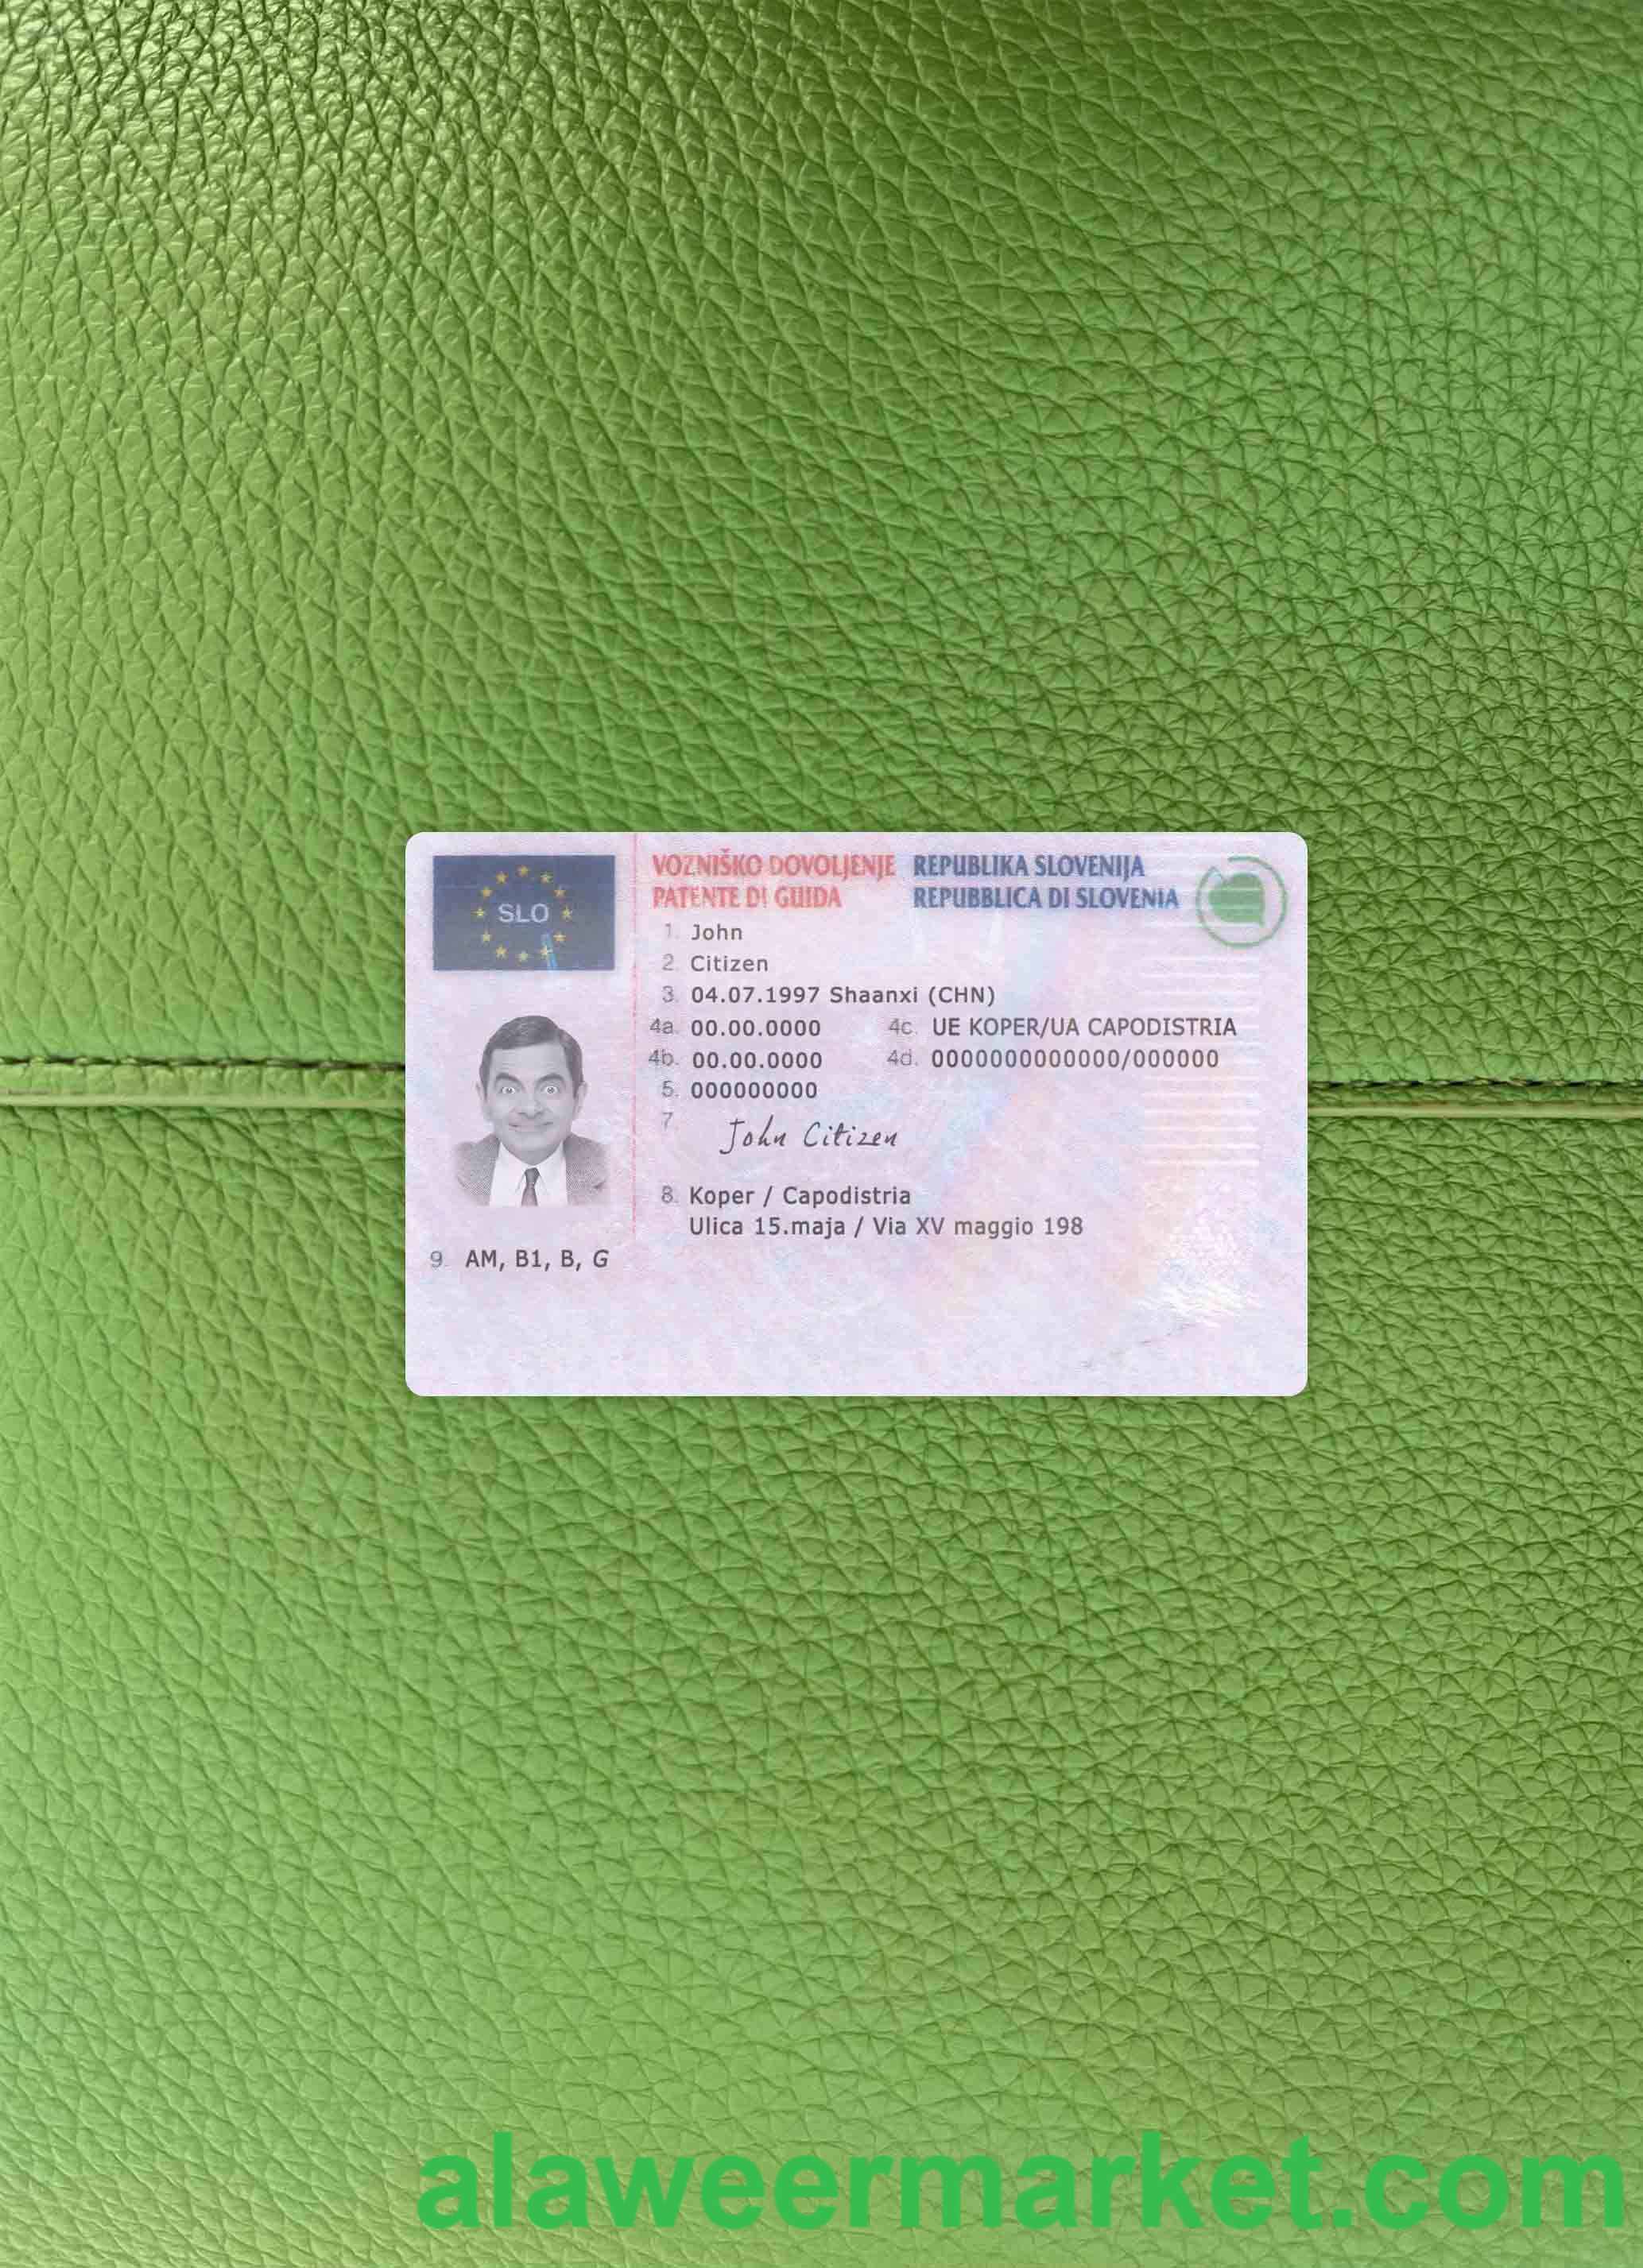 SLO
VOZNIŠKO DOVOLJENJE REPUBLIKA SLOVENIJA
PATENTE DI GUIDA REPUBBLICA DI SLOVENIA
1. John
2. Citizen
3. 04.07.1997 Shaanxi (CHN)
4a. 00.00.0000 4c. UE KOPER/UA CAPODISTRIA
4b. 00.00.0000 4d. 0000000000000/000000
5. 000000000
7. John Citizen
8. Koper / Capodistria
Ulica 15.maja / Via XV maggio 198
9. AM, B1, B, G
alaweermarket.com